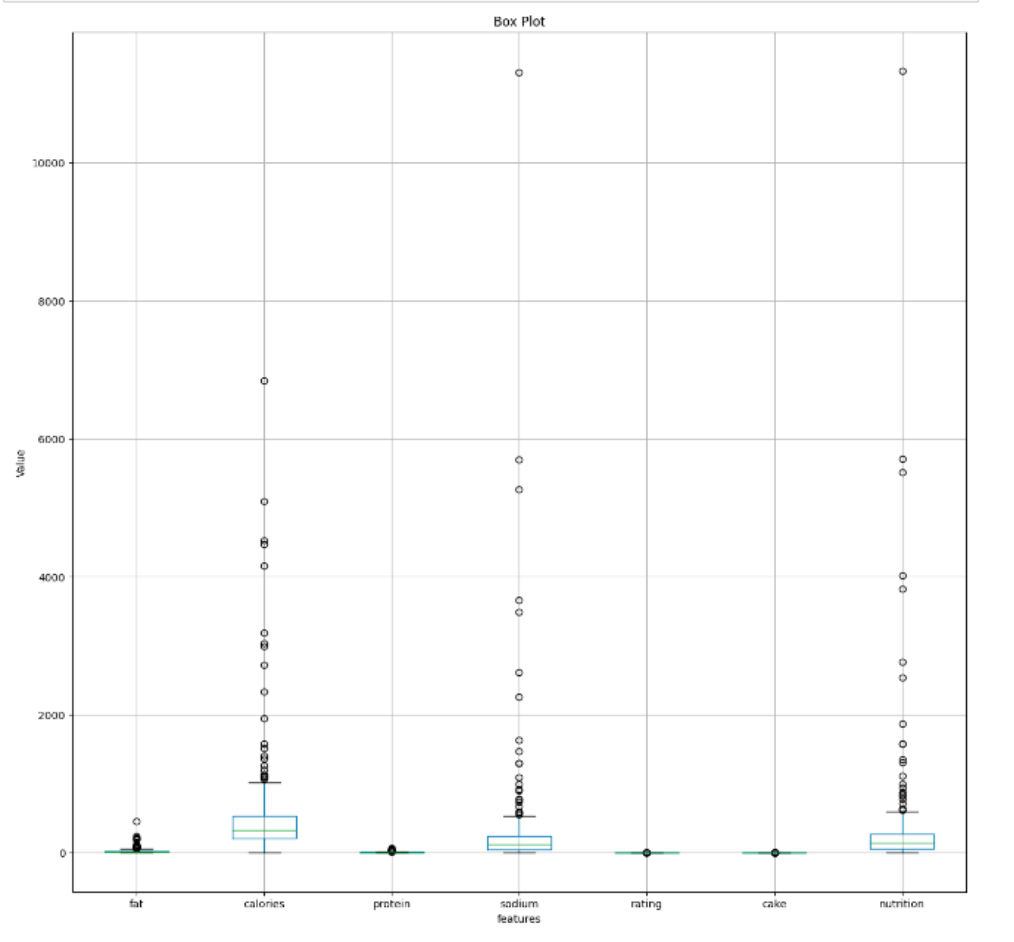 Box Plot
10000
8000
6000
4000
2000
0
Value
fat calories protein sodium rating cake nutrition
features